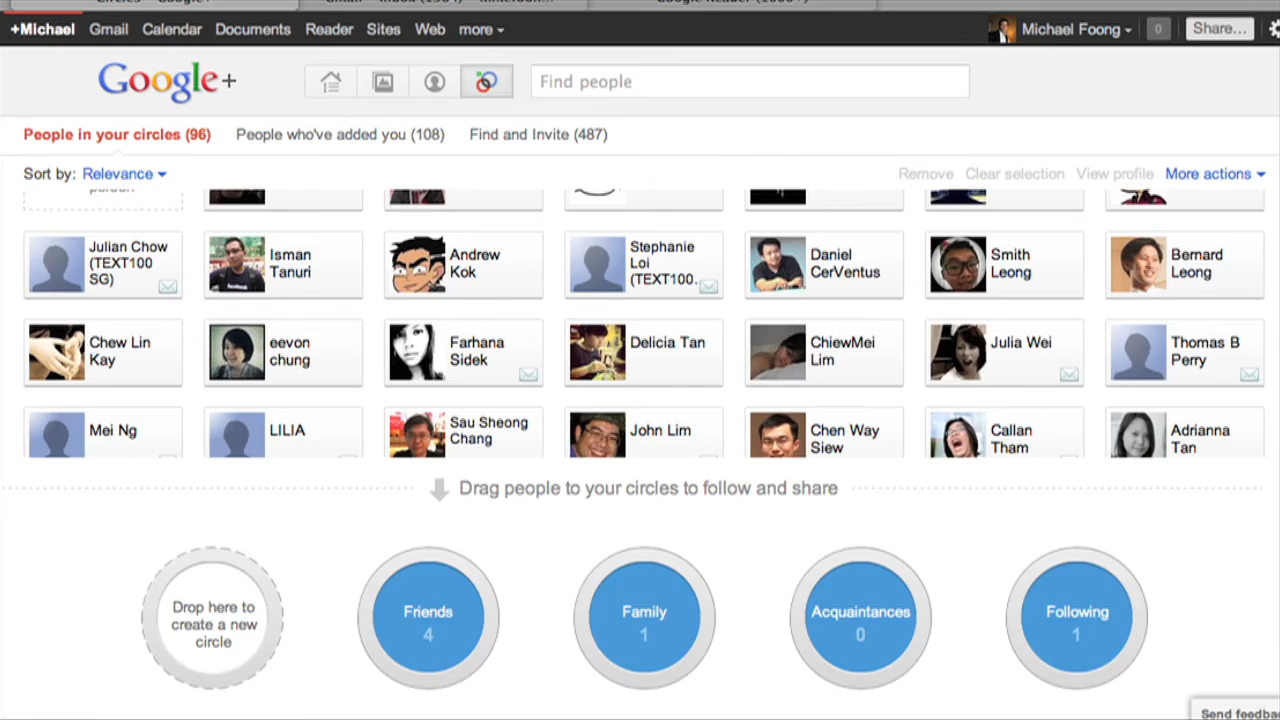 +Michael Gmail Calendar Documents Reader Sites Web more Michael Foong 0 Share...
Google+ Find people
People in your circles (96) People who've added you (108) Find and Invite (487)
Sort by: Relevance Remove Clear selection View profile More actions
Julian Chow (TEXT100 SG)
Isman Tanuri
Andrew Kok
Stephanie Loi (TEXT100.
Daniel CerVentus
Smith Leong
Bernard Leong
Chew Lin Kay
eevon chung
Farhana Sidek
Delicia Tan
ChiewMei Lim
Julia Wei
Thomas B Perry
Mei Ng
LILIA
Sau Sheong Chang
John Lim
Chen Way Siew
Callan Tham
Adrianna Tan
Drag people to your circles to follow and share
Drop here to
create a new
circle
Friends
4
Family
1
Acquaintances
0
Following
1
Send feedba